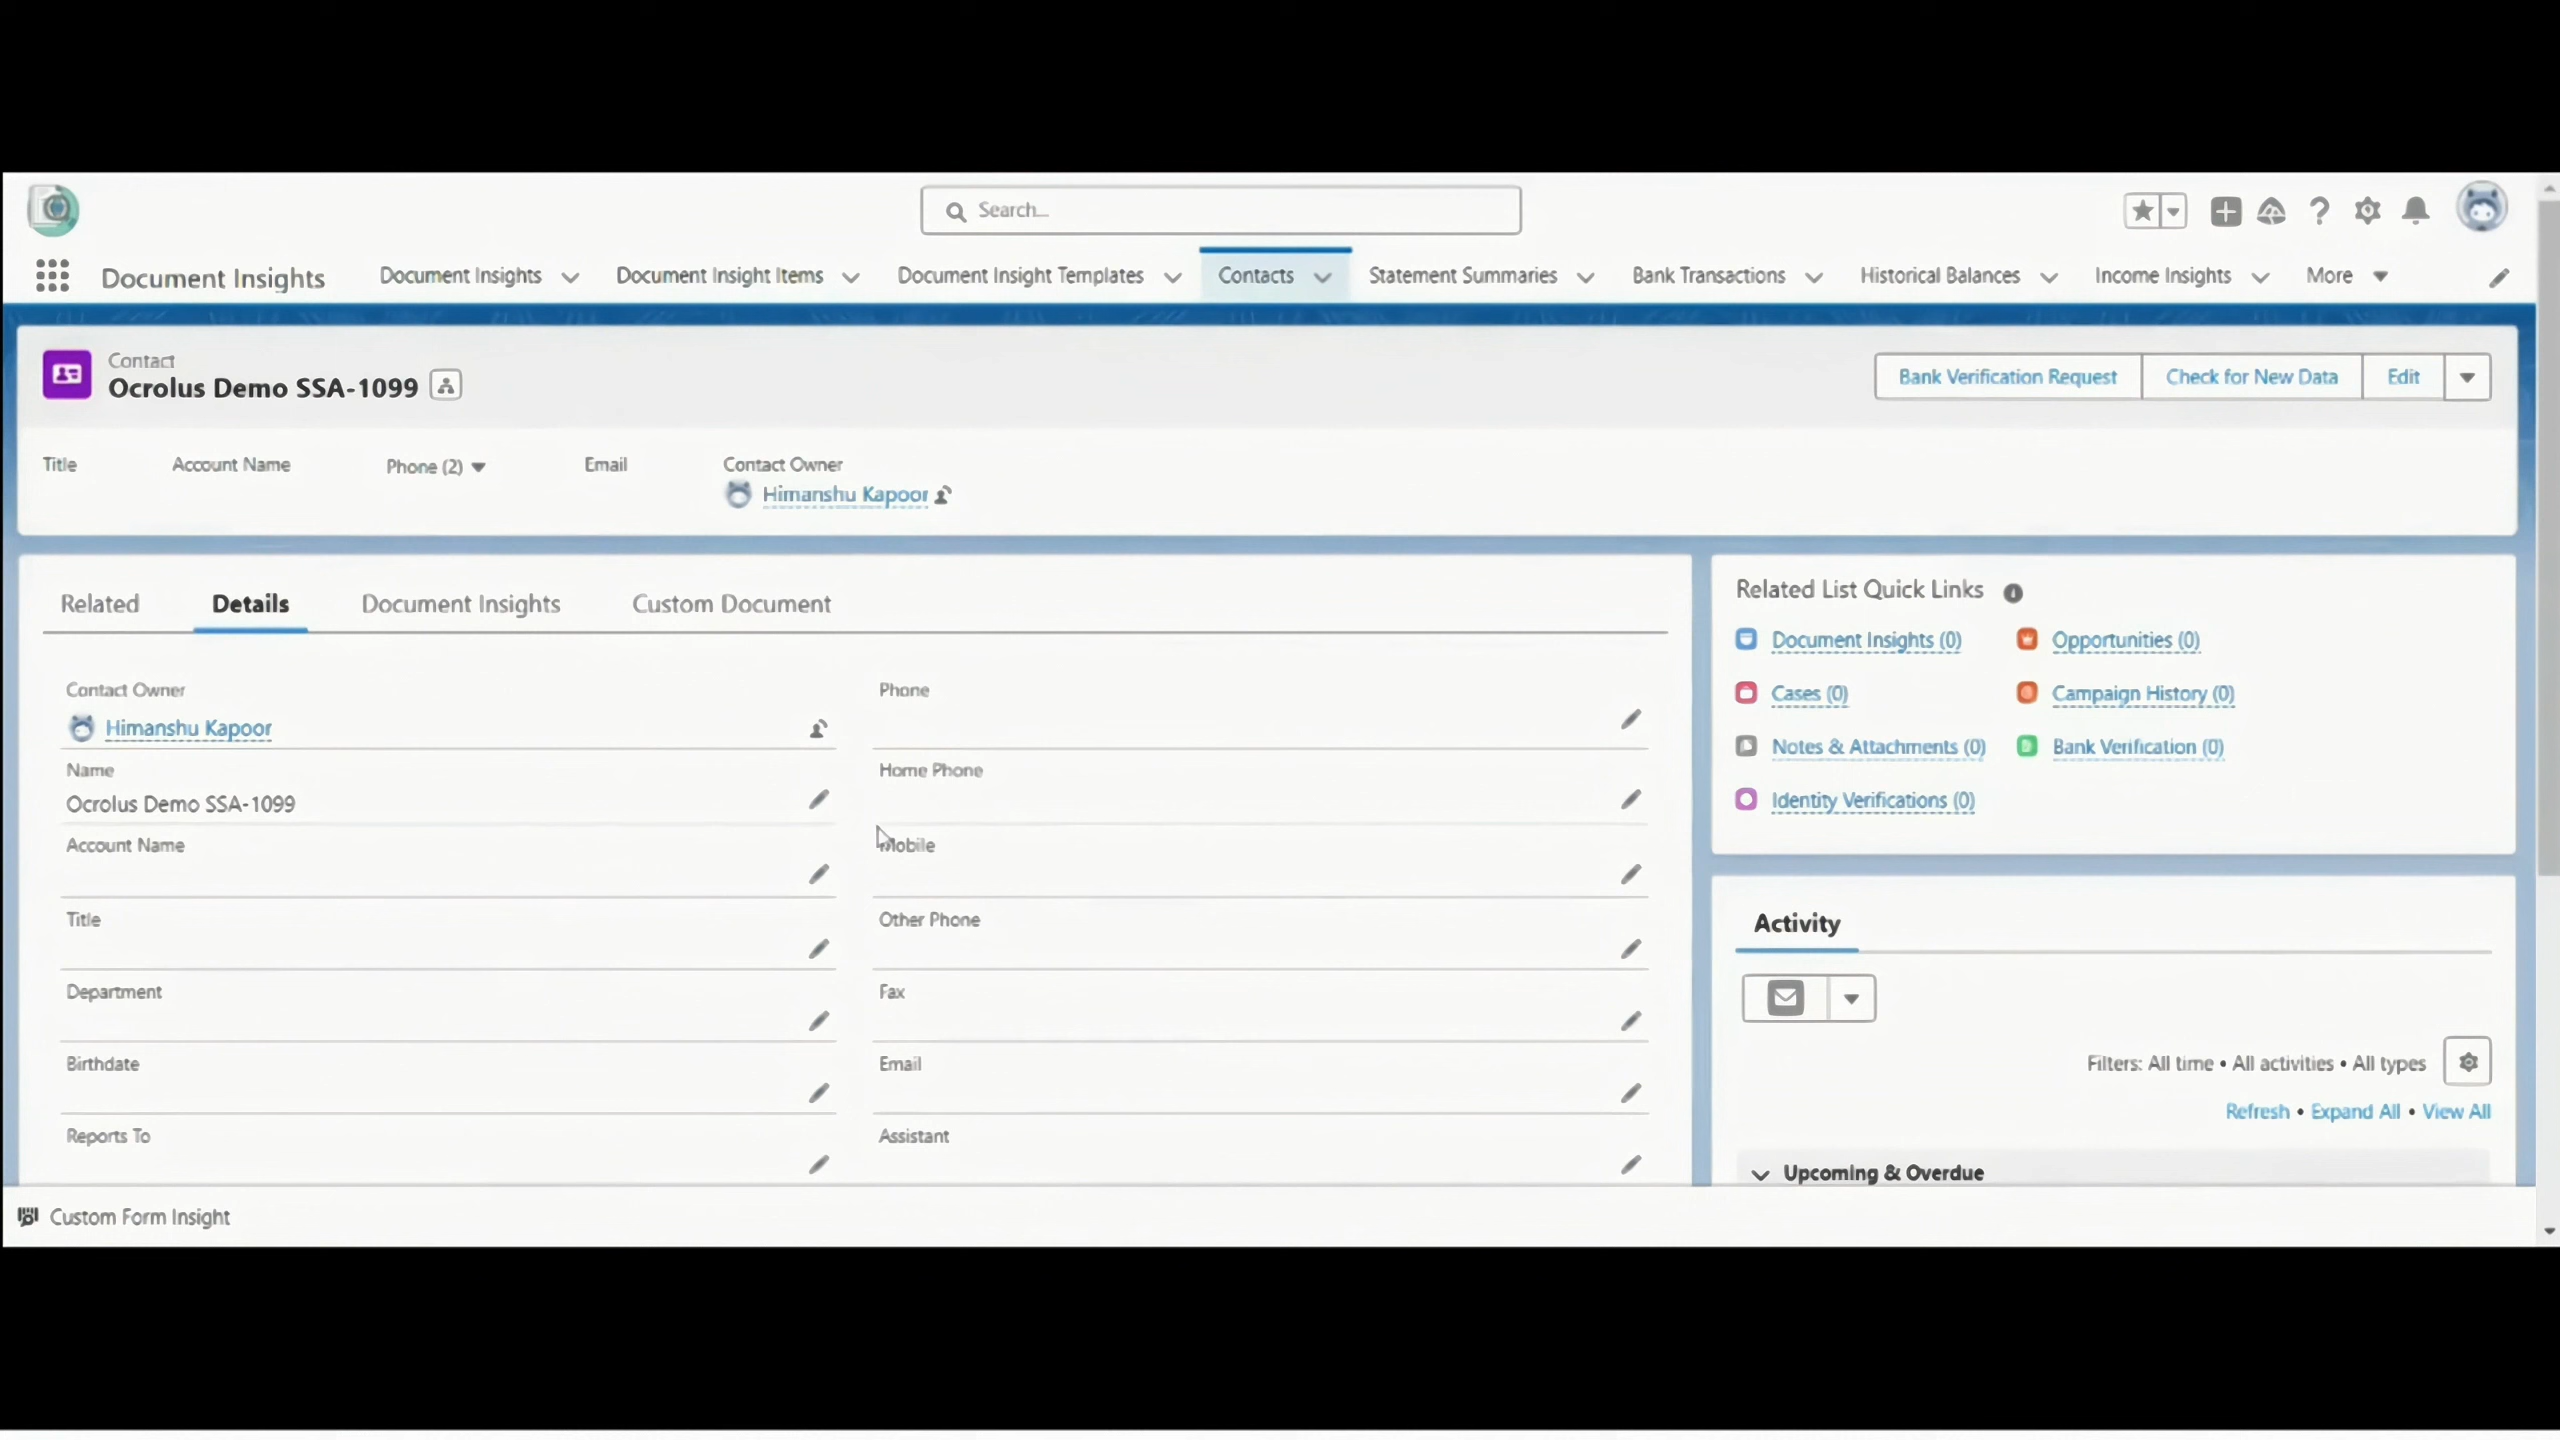 Search...
Document Insights
Document Insights
Document Insight Items
Document Insight Templates
Contacts
Statement Summaries
Bank Transactions
Historical Balances
Income Insights
More
Contact
Ocrolus Demo SSA-1099
Bank Verification Request
Check for New Data
Edit
Title
Account Name
Phone (2)
Email
Contact Owner
Himanshu Kapoor
Related
Details
Document Insights
Custom Document
Contact Owner
Himanshu Kapoor
Name
Ocrolus Demo SSA-1099
Account Name
Title
Department
Birthdate
Reports To
Phone
Home Phone
Mobile
Other Phone
Fax
Email
Assistant
Related List Quick Links
Document Insights (0)
Opportunities (0)
Cases (0)
Campaign History (0)
Notes & Attachments (0)
Bank Verification (0)
Identity Verifications (0)
Activity
Filters: All time • All activities • All types
Refresh • Expand All • View All
Upcoming & Overdue
Custom Form Insight